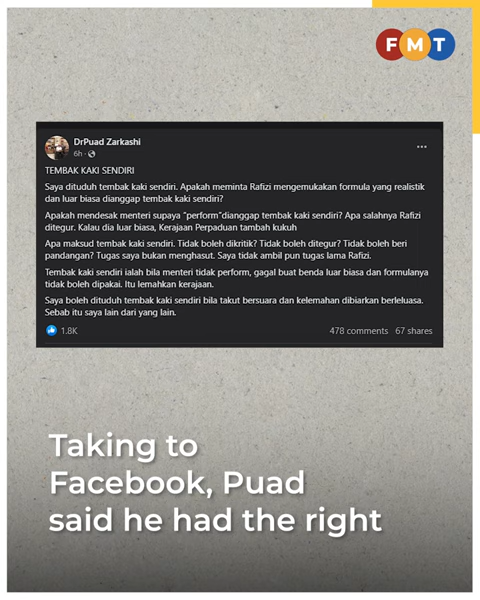 FMT
DrPuad Zarkashi
6h ·
TEMBAK KAKI SENDIRI
Saya dituduh tembak kaki sendiri. Apakah meminta Rafizi mengemukakan formula yang realistik
dan luar biasa dianggap tembak kaki sendiri?
Apakah mendesak menteri supaya "perform"dianggap tembak kaki sendiri? Apa salahnya Rafizi
ditegur. Kalau dia luar biasa, Kerajaan Perpaduan tambah kukuh
Apa maksud tembak kaki sendiri. Tidak boleh dikritik? Tidak boleh ditegur? Tidak boleh beri
pandangan? Tugas saya bukan menghasut. Saya tidak ambil pun tugas lama Rafizi.
Tembak kaki sendiri ialah bila menteri tidak perform, gagal buat benda luar biasa dan formulanya
tidak boleh dipakai. Itu lemahkan kerajaan.
Saya boleh dituduh tembak kaki sendiri bila takut bersuara dan kelemahan dibiarkan berleluasa.
Sebab itu saya lain dari yang lain.
1.8K 478 comments 67 shares
Taking to
Facebook, Puad
said he had the right